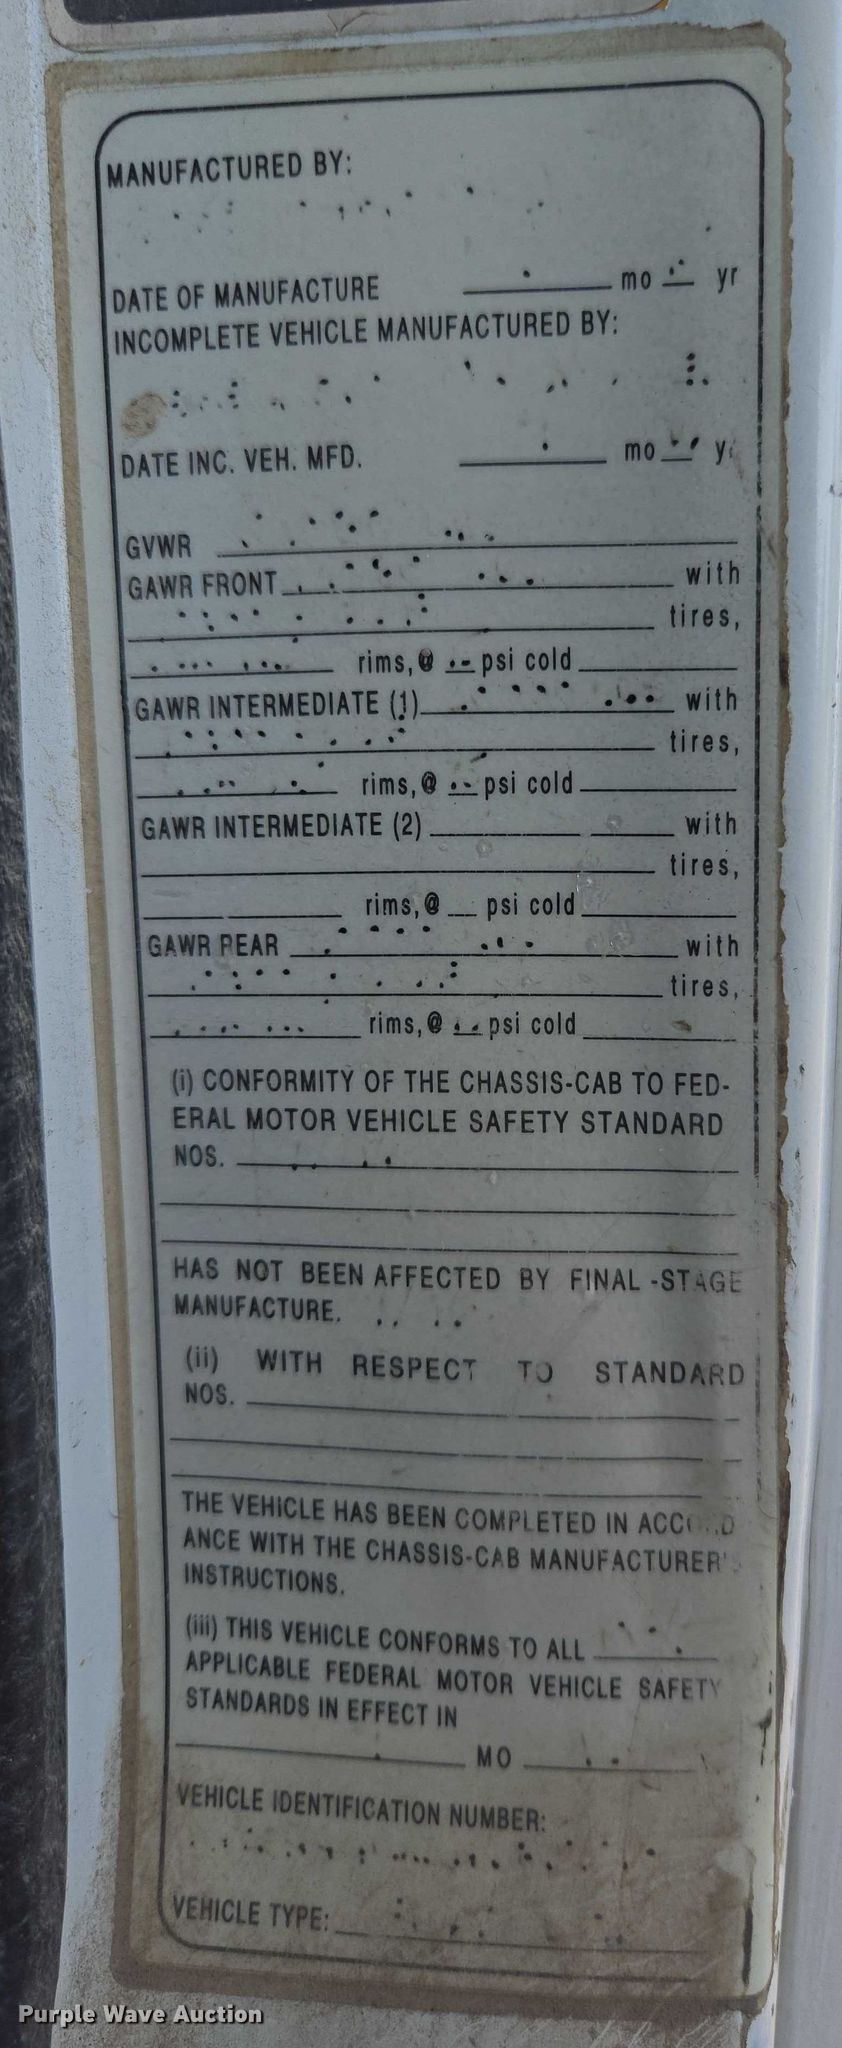 MANUFACTURED BY:
DATE OF MANUFACTURE mo yr
INCOMPLETE VEHICLE MANUFACTURED BY:
DATE INC. VEH. MFD. mo
GVWR
GAWR FRONT with
tires,
rims,@ psi cold
GAWR INTERMEDIATE (1) with
tires,
rims,@ psi cold
GAWR INTERMEDIATE (2) with
tires,
rims,@ psi cold
GAWR REAR with
tires,
rims,@ psi cold
(i) CONFORMITY OF THE CHASSIS-CAB TO FED-
ERAL MOTOR VEHICLE SAFETY STANDARD
NOS.
HAS NOT BEEN AFFECTED BY FINAL -STAGE
MANUFACTURE.
(ii) WITH RESPECT TO STANDARD
NOS.
THE VEHICLE HAS BEEN COMPLETED IN ACCORD
ANCE WITH THE CHASSIS-CAB MANUFACTURER'S
INSTRUCTIONS.
(iii) THIS VEHICLE CONFORMS TO ALL
APPLICABLE FEDERAL MOTOR VEHICLE SAFETY
STANDARDS IN EFFECT IN
MO
VEHICLE IDENTIFICATION NUMBER:
VEHICLE TYPE:
Purple Wave Auction